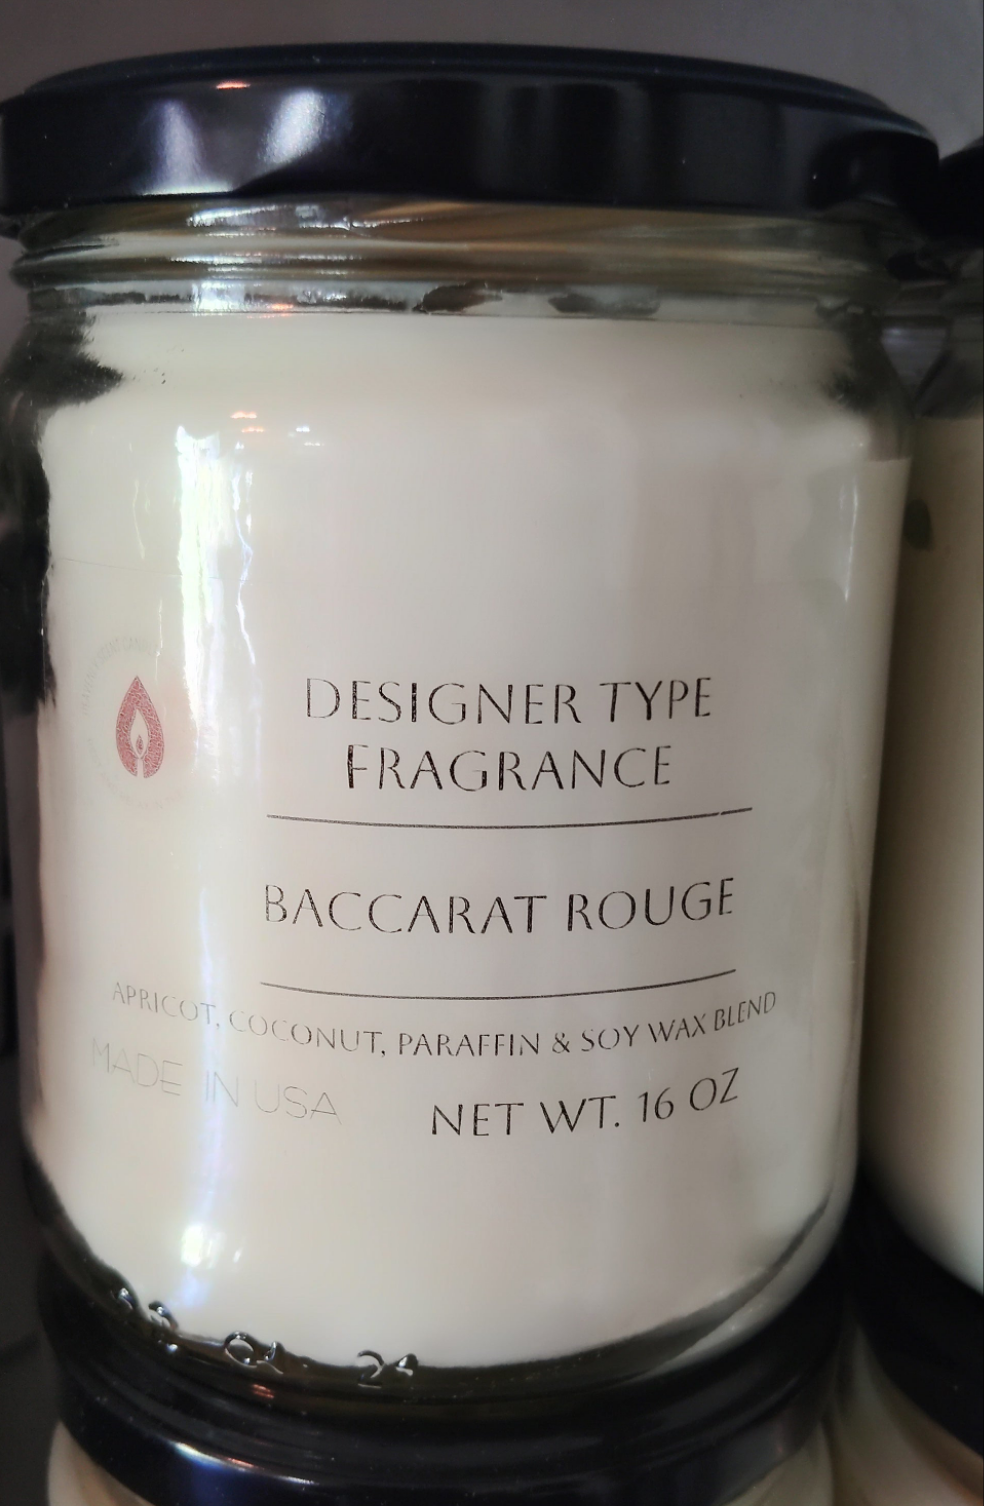 DESIGNER TYPE
FRAGRANCE
BACCARAT ROUGE
APRICOT, COCONUT, PARAFFIN & SOY WAX BLEND
MADE IN USA
NET WT. 16 OZ